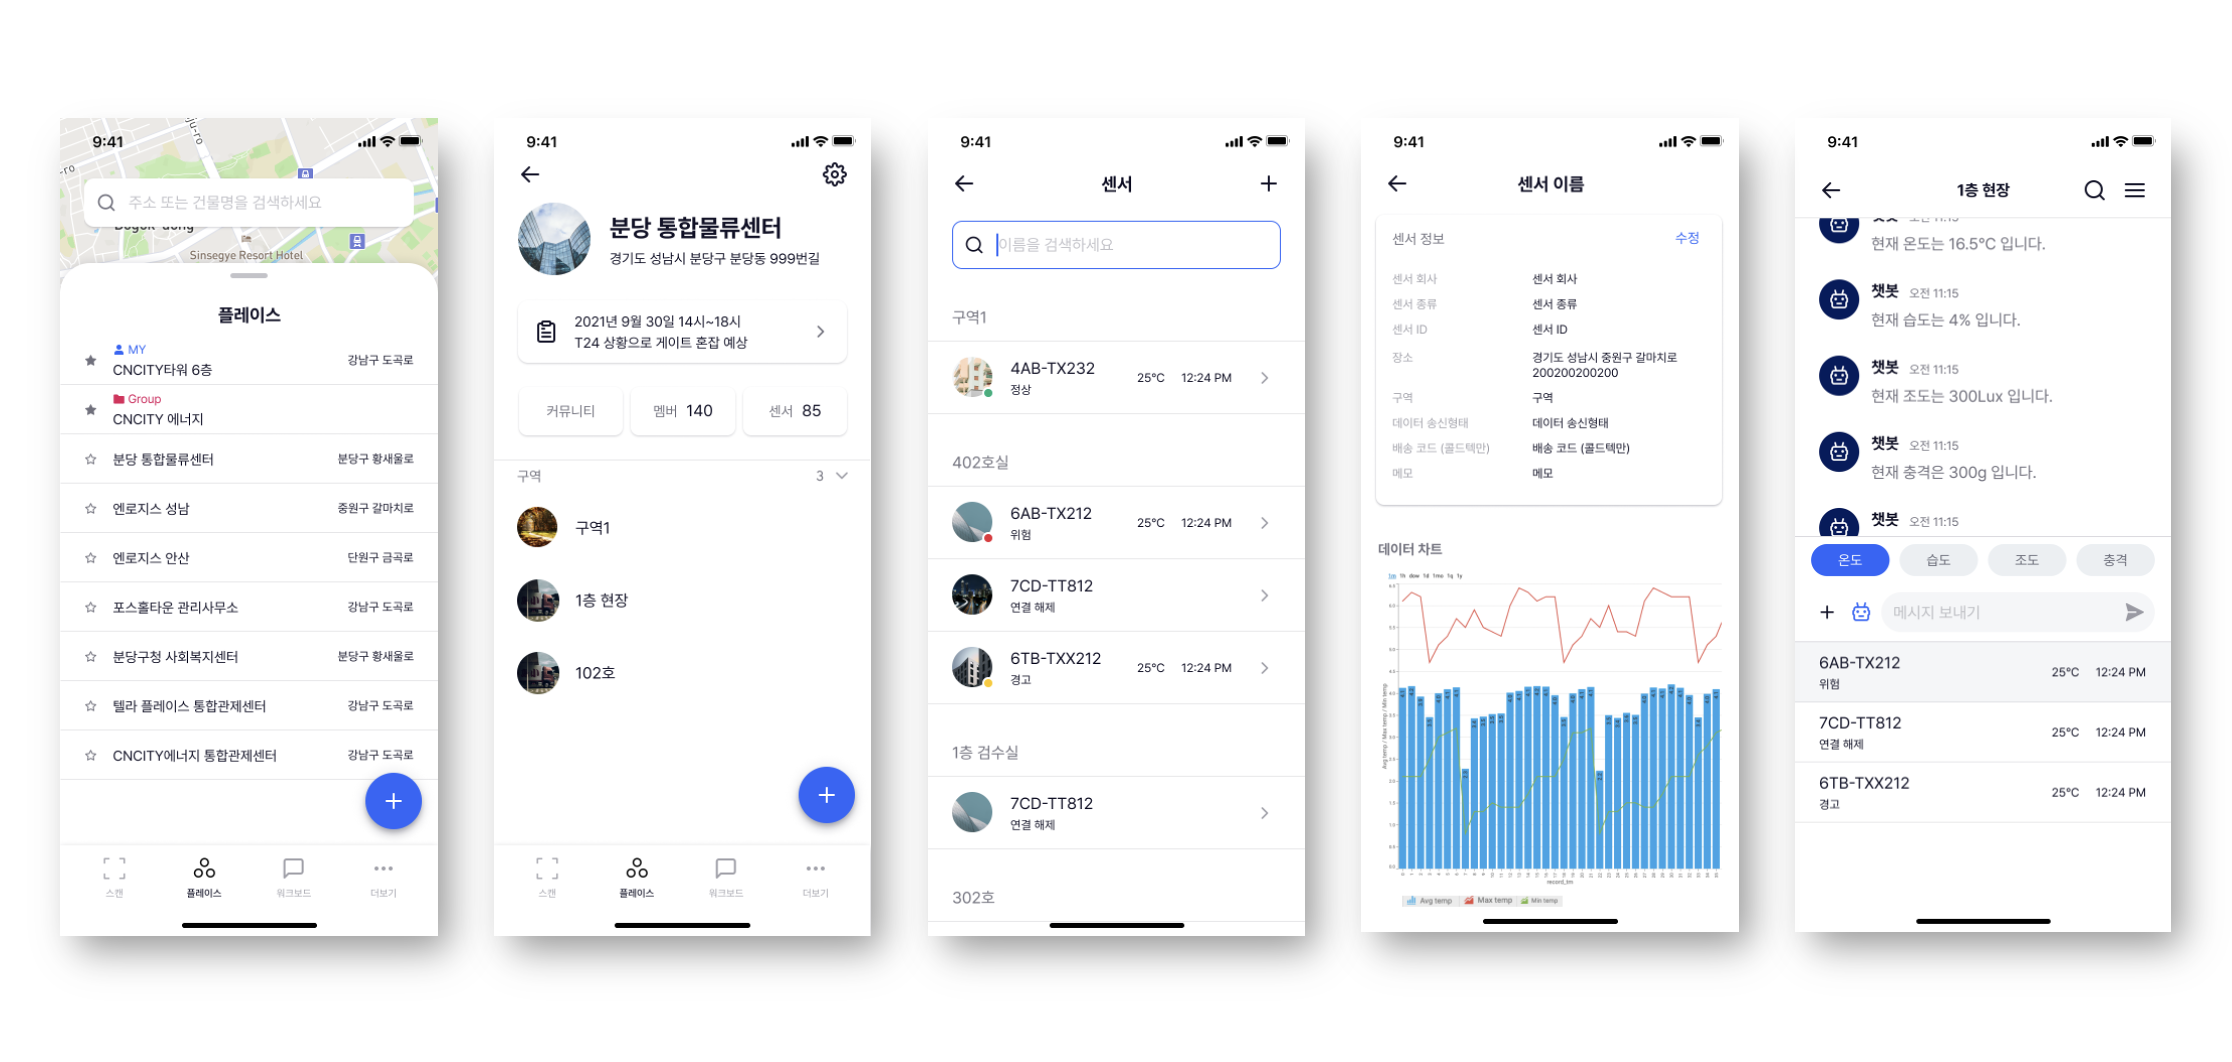 9:41
주소 또는 건물명을 검색하세요
Sinsegye Resort Hotel
플레이스
MY
CNCITY타워 6층
강남구 도곡로
Group
CNCITY 에너지
분당 통합물류센터
분당구 황새울로
엔로지스 성남
중원구 갈마치로
엔로지스 안산
단원구 금곡로
포스홀타운 관리사무소
강남구 도곡로
분당구청 사회복지센터
분당구 황새울로
텔라 플레이스 통합관제센터
강남구 도곡로
CNCITY에너지 통합관제센터
강남구 도곡로
스캔
플레이스
워크보드
더보기
9:41
분당 통합물류센터
경기도 성남시 분당구 분당동 999번길
2021년 9월 30일 14시~18시
T24 상황으로 게이트 혼잡 예상
커뮤니티
멤버 140
센서 85
구역
3
구역1
1층 현장
102호
스캔
플레이스
워크보드
더보기
9:41
센서
이름을 검색하세요
구역1
4AB-TX232
정상
25°C 12:24 PM
402호실
6AB-TX212
위험
25°C 12:24 PM
7CD-TT812
연결 해제
6TB-TXX212
경고
25°C 12:24 PM
1층 검수실
7CD-TT812
연결 해제
302호
9:41
센서 이름
센서 정보
수정
센서 회사 센서 회사
센서 종류 센서 종류
센서 ID 센서 ID
장소 경기도 성남시 중원구 갈마치로
200200200200
구역 구역
데이터 송신형태 데이터 송신형태
배송 코드 (콜드텍만) 배송 코드 (콜드텍만)
메모 메모
데이터 차트
1m 1h dow 1d 1mo 1q 1y
Avg temp / Max temp / Min temp
record_tm
Avg temp Max temp Min temp
9:41
1층 현장
챗봇 오전 11:15
현재 온도는 16.5°C 입니다.
챗봇 오전 11:15
현재 습도는 4% 입니다.
챗봇 오전 11:15
현재 조도는 300Lux 입니다.
챗봇 오전 11:15
현재 충격은 300g 입니다.
챗봇 오전 11:15
온도 습도 조도 충격
메시지 보내기
6AB-TX212
위험
25°C 12:24 PM
7CD-TT812
연결 해제
25°C 12:24 PM
6TB-TXX212
경고
25°C 12:24 PM